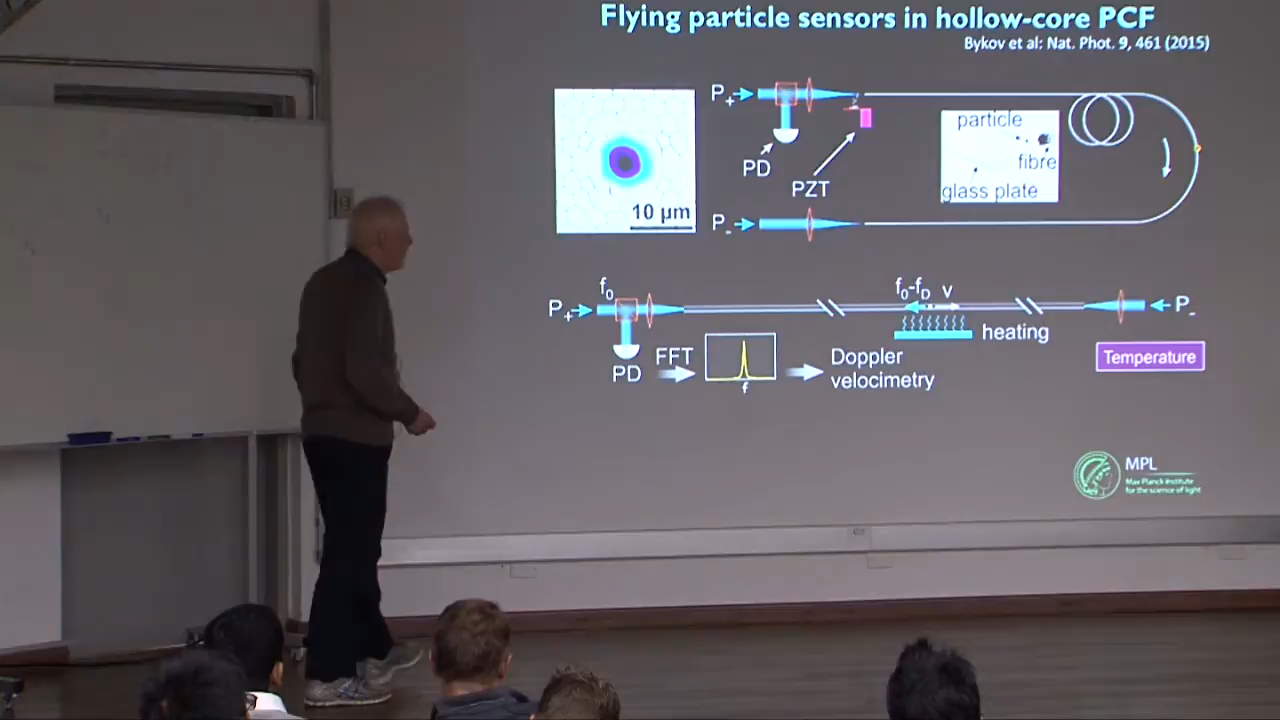 Flying particle sensors in hollow-core PCF
Bykov et al: Nat. Phot. 9, 461 (2015)
P+
PD
PZT
P-
10 µm
particle
fibre
glass plate
f0
P+
PD
FFT
f
Doppler
velocimetry
f0-fD
v
heating
P-
Temperature
MPL
Max Planck Institute
for the science of light